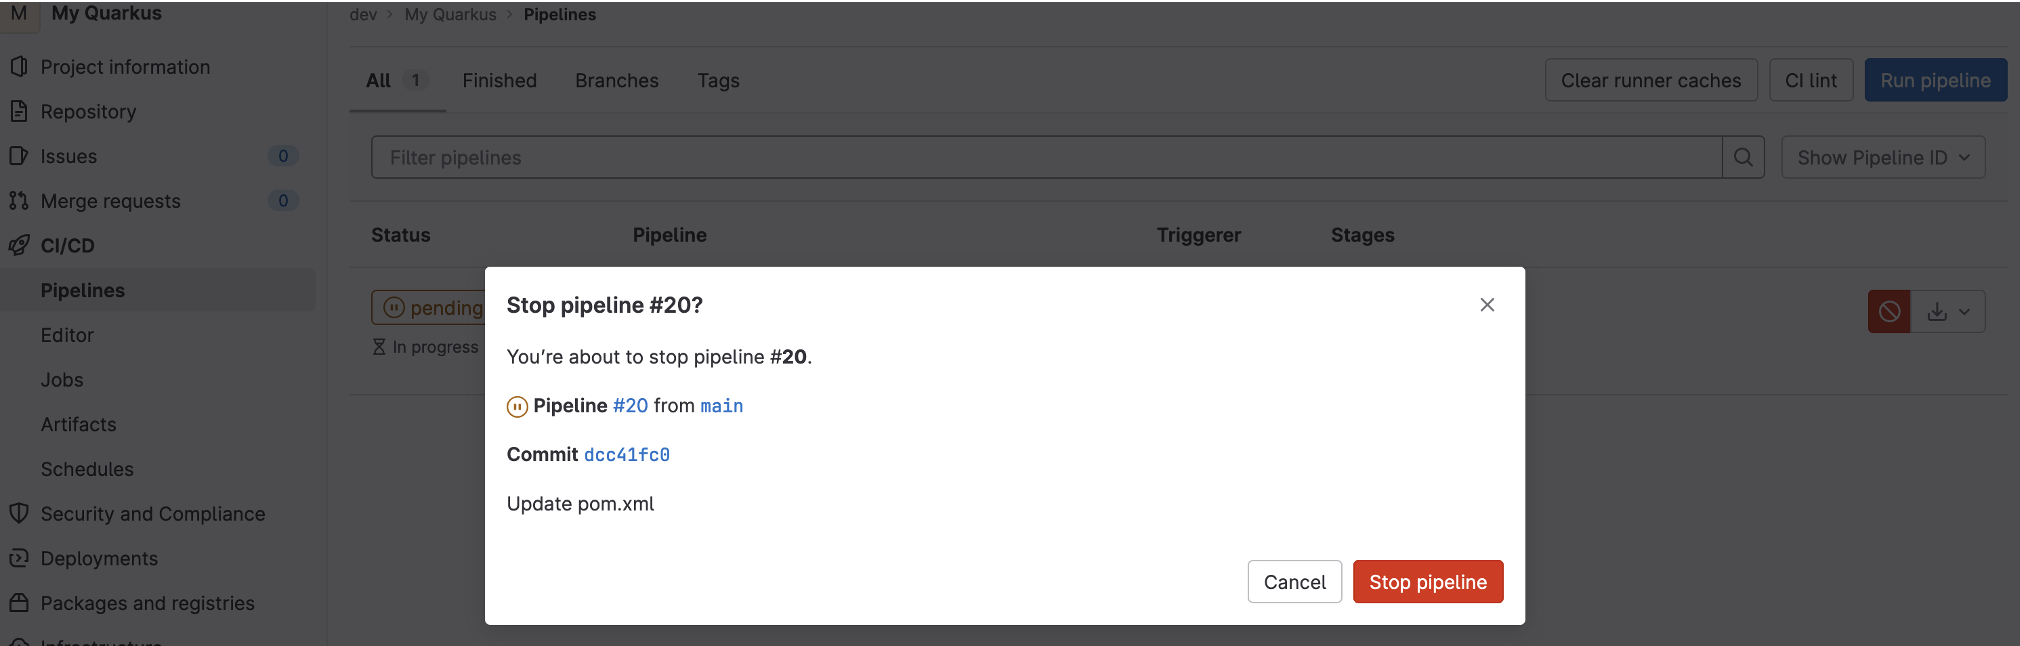 M My Quarkus
dev > My Quarkus > Pipelines
Project information
Repository
Issues 0
Merge requests 0
CI/CD
Pipelines
Editor
Jobs
Artifacts
Schedules
Security and Compliance
Deployments
Packages and registries
Infrastructure
All 1 Finished Branches Tags
Clear runner caches CI lint Run pipeline
Filter pipelines Show Pipeline ID
Status Pipeline Triggerer Stages
pending
In progress
Stop pipeline #20?
You’re about to stop pipeline #20.
Pipeline #20 from main
Commit dcc41fc0
Update pom.xml
Cancel Stop pipeline